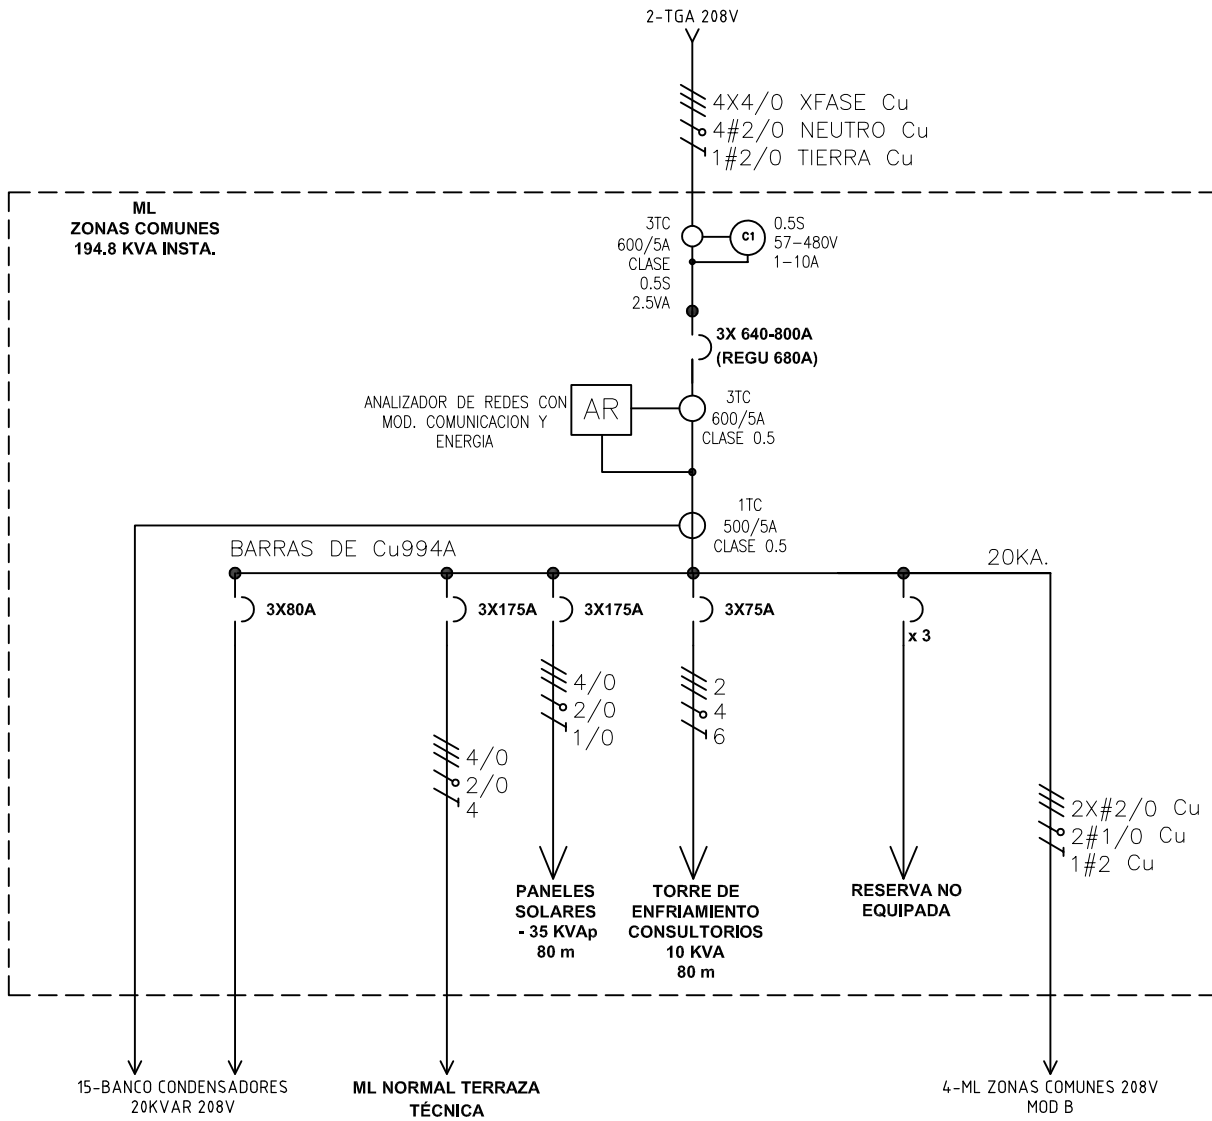 2-TGA 208V
4X4/0 XFASE Cu
4#2/0 NEUTRO Cu
1#2/0 TIERRA Cu
ML
ZONAS COMUNES
194.8 KVA INSTA.
3TC
600/5A
CLASE
0.5S
2.5VA
C1
0.5S
57-480V
1-10A
3X 640-800A
(REGU 680A)
ANALIZADOR DE REDES CON
MOD. COMUNICACION Y
ENERGIA
AR
3TC
600/5A
CLASE 0.5
1TC
500/5A
CLASE 0.5
BARRAS DE Cu994A
20KA.
3X80A
3X175A
3X175A
3X75A
x 3
4/0
2/0
4
4/0
2/0
1/0
2
4
6
2X#2/0 Cu
2#1/0 Cu
1#2 Cu
PANELES
SOLARES
- 35 KVAp
80 m
TORRE DE
ENFRIAMIENTO
CONSULTORIOS
10 KVA
80 m
RESERVA NO
EQUIPADA
15-BANCO CONDENSADORES
20KVAR 208V
ML NORMAL TERRAZA
TÉCNICA
4-ML ZONAS COMUNES 208V
MOD B